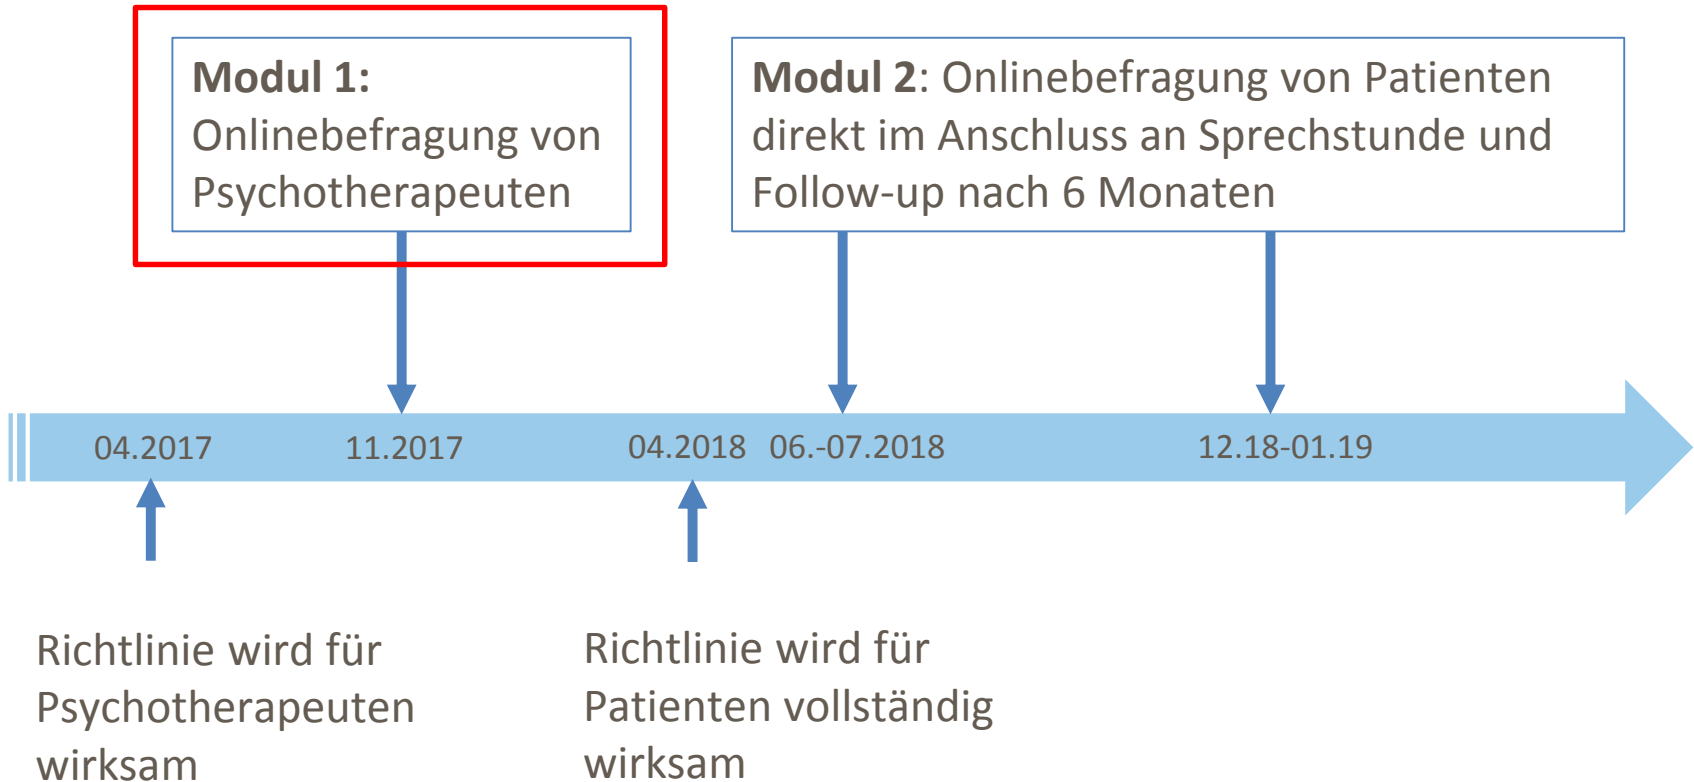 Modul 1:
Onlinebefragung von
Psychotherapeuten
Modul 2: Onlinebefragung von Patienten
direkt im Anschluss an Sprechstunde und
Follow-up nach 6 Monaten
04.2017
11.2017
04.2018
06.-07.2018
12.18-01.19
Richtlinie wird für
Psychotherapeuten
wirksam
Richtlinie wird für
Patienten vollständig
wirksam